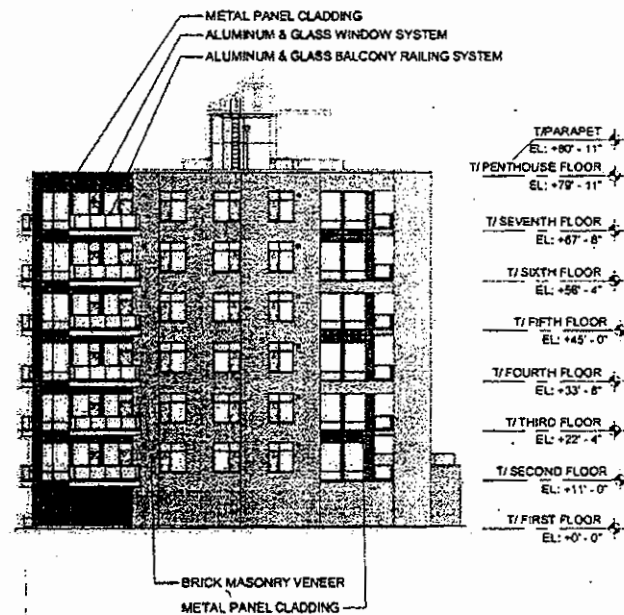 METAL PANEL CLADDING
ALUMINUM & GLASS WINDOW SYSTEM
ALUMINUM & GLASS BALCONY RAILING SYSTEM
T/PARAPET
EL: +80' - 11"
T/ PENTHOUSE FLOOR
EL: +79' - 11"
T/ SEVENTH FLOOR
EL: +67' - 8"
T/ SIXTH FLOOR
EL: +56' - 4"
T/ FIFTH FLOOR
EL: +45' - 0"
T/ FOURTH FLOOR
EL: +33' - 8"
T/ THIRD FLOOR
EL: +22' - 4"
T/ SECOND FLOOR
EL: +11' - 0"
T/ FIRST FLOOR
EL: +0' - 0"
BRICK MASONRY VENEER
METAL PANEL CLADDING